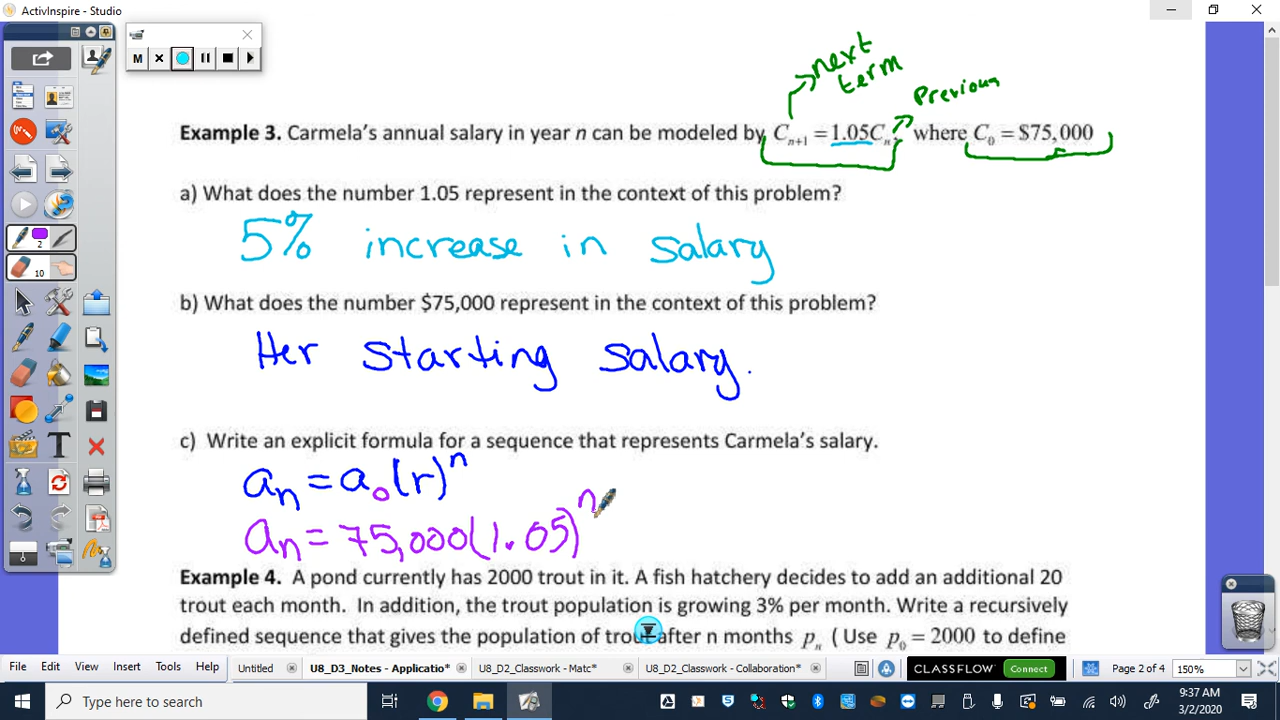 ActivInspire - Studio
next
term
Previous
Example 3. Carmela's annual salary in year n can be modeled by Cₙ₊₁ = 1.05Cₙ, where C₀ = $75,000
a) What does the number 1.05 represent in the context of this problem?
5% increase in salary
b) What does the number $75,000 represent in the context of this problem?
Her starting salary.
c) Write an explicit formula for a sequence that represents Carmela's salary.
aₙ = a₀(r)ⁿ
aₙ = 75,000(1.05)ⁿ
Example 4. A pond currently has 2000 trout in it. A fish hatchery decides to add an additional 20
trout each month. In addition, the trout population is growing 3% per month. Write a recursively
defined sequence that gives the population of trout after n months pₙ ( Use p₀ = 2000 to define
M
2
10
File Edit View Insert Tools Help Untitled U8_D3_Notes - Applicatio* U8_D2_Classwork - Matc* U8_D2_Classwork - Collaboration* CLASSFLOW Connect Page 2 of 4 150%
Type here to search
9:37 AM
3/2/2020